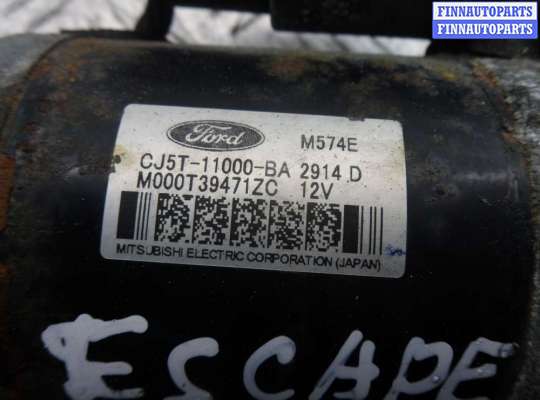 FINNAUTOPARTS
FINNAUTOPARTS
Ford M574E
CJ5T-11000-BA 2914 D
M000T39471ZC 12V
MITSUBISHI ELECTRIC CORPORATION (JAPAN)
ESCAPE